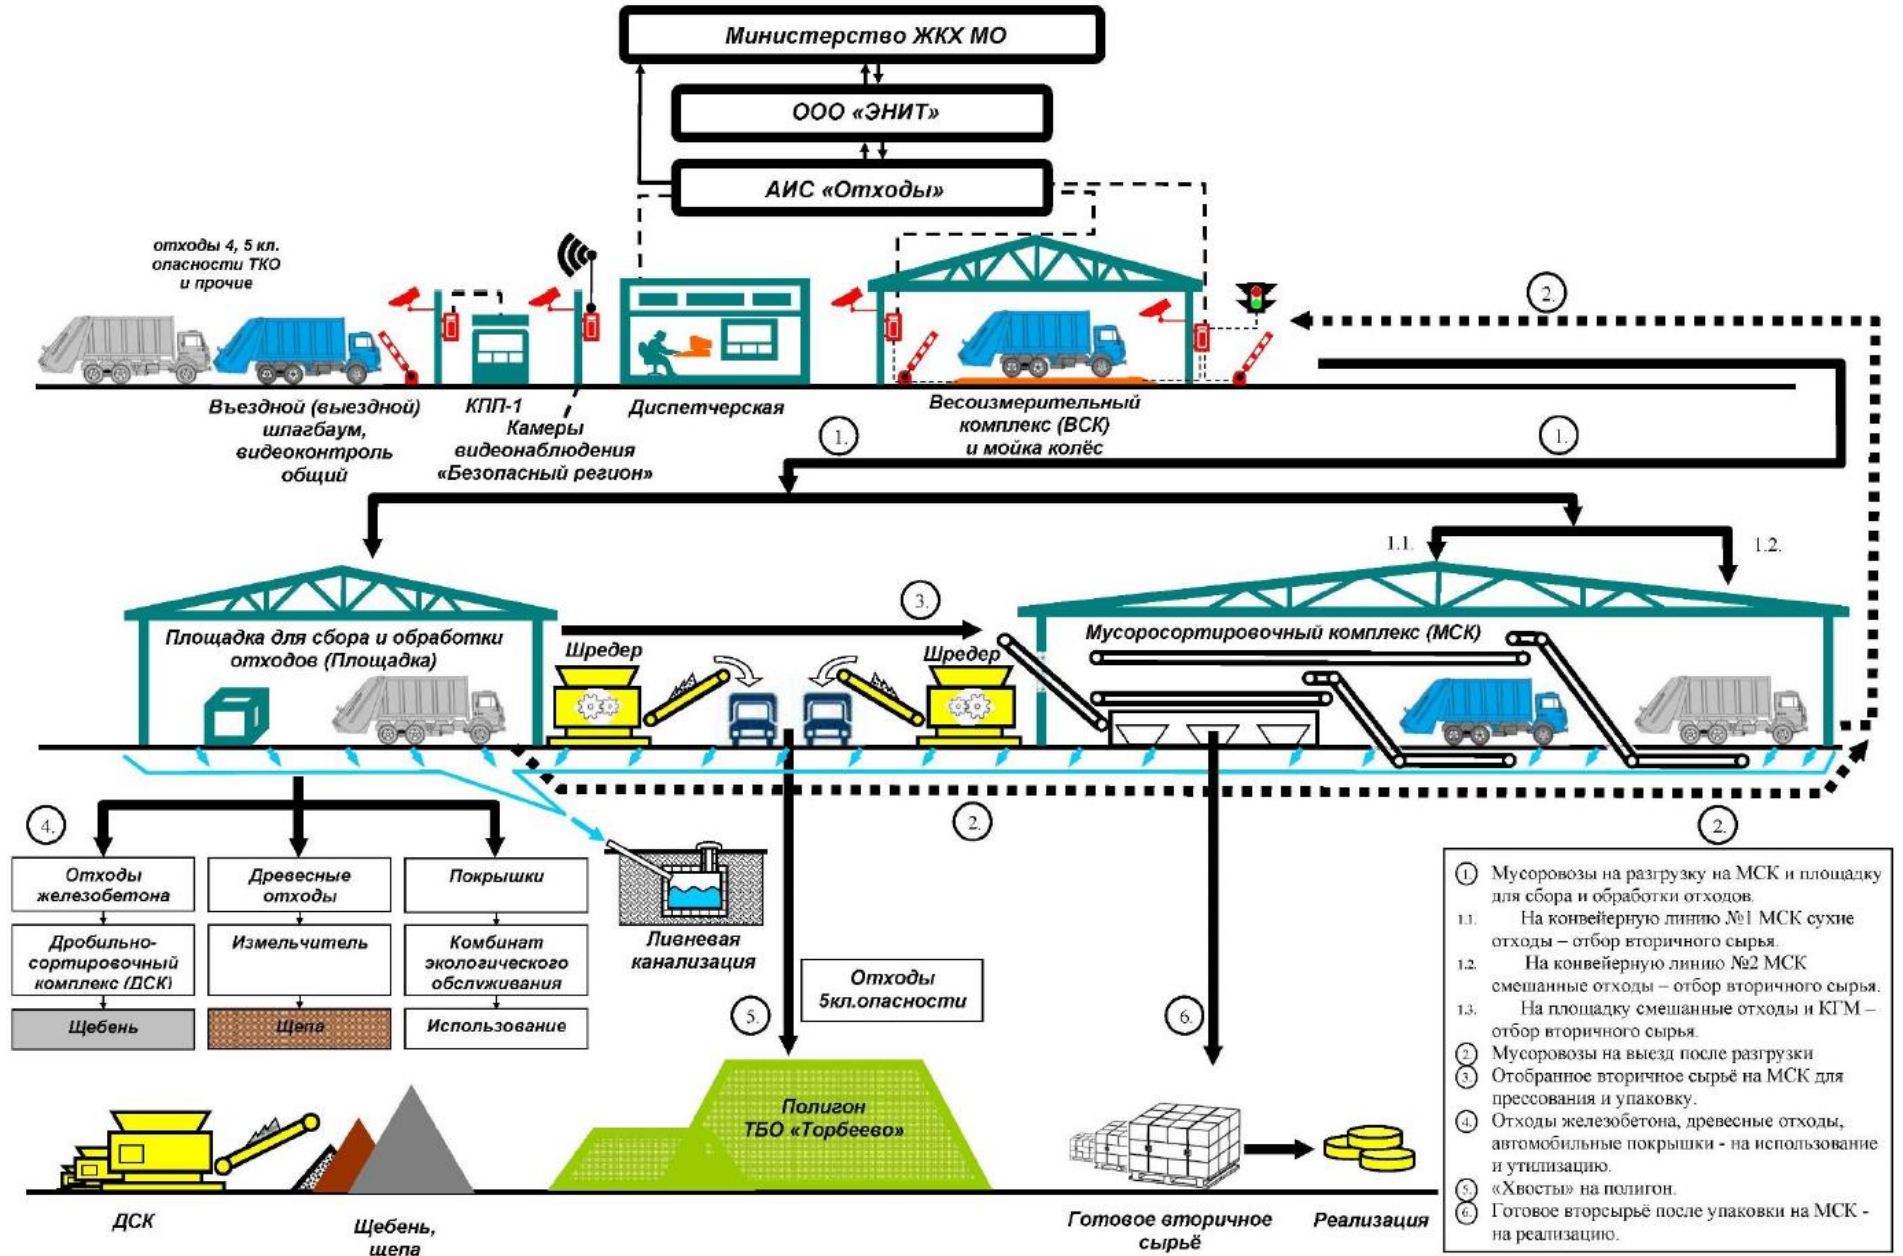 Министерство ЖКХ МО
ООО «ЭНИТ»
АИС «Отходы»
отходы 4, 5 кл.
опасности ТКО
и прочие
2.
Въездной (выездной)
шлагбаум,
видеоконтроль
общий
КПП-1
Камеры
видеонаблюдения
«Безопасный регион»
Диспетчерская
Весоизмерительный
комплекс (ВСК)
и мойка колёс
1.
1.
1.1.
1.2.
Площадка для сбора и обработки
отходов (Площадка)
3.
Шредер
Шредер
Мусоросортировочный комплекс (МСК)
4.
2.
2.
Отходы
железобетона
Древесные
отходы
Покрышки
Дробильно-
сортировочный
комплекс (ДСК)
Измельчитель
Комбинат
экологического
обслуживания
Щебень
Щепа
Использование
Ливневая
канализация
Отходы
5кл.опасности
5.
6.
Полигон
ТБО «Торбеево»
ДСК
Щебень,
щепа
Готовое вторичное
сырьё
Реализация
1. Мусоровозы на разгрузку на МСК и площадку
для сбора и обработки отходов.
1.1. На конвейерную линию №1 МСК сухие
отходы – отбор вторичного сырья.
1.2. На конвейерную линию №2 МСК
смешанные отходы – отбор вторичного сырья.
1.3. На площадку смешанные отходы и КГМ –
отбор вторичного сырья.
2. Мусоровозы на выезд после разгрузки
3. Отобранное вторичное сырьё на МСК для
прессования и упаковку.
4. Отходы железобетона, древесные отходы,
автомобильные покрышки - на использование
и утилизацию.
5. «Хвосты» на полигон.
6. Готовое вторсырьё после упаковки на МСК -
на реализацию.